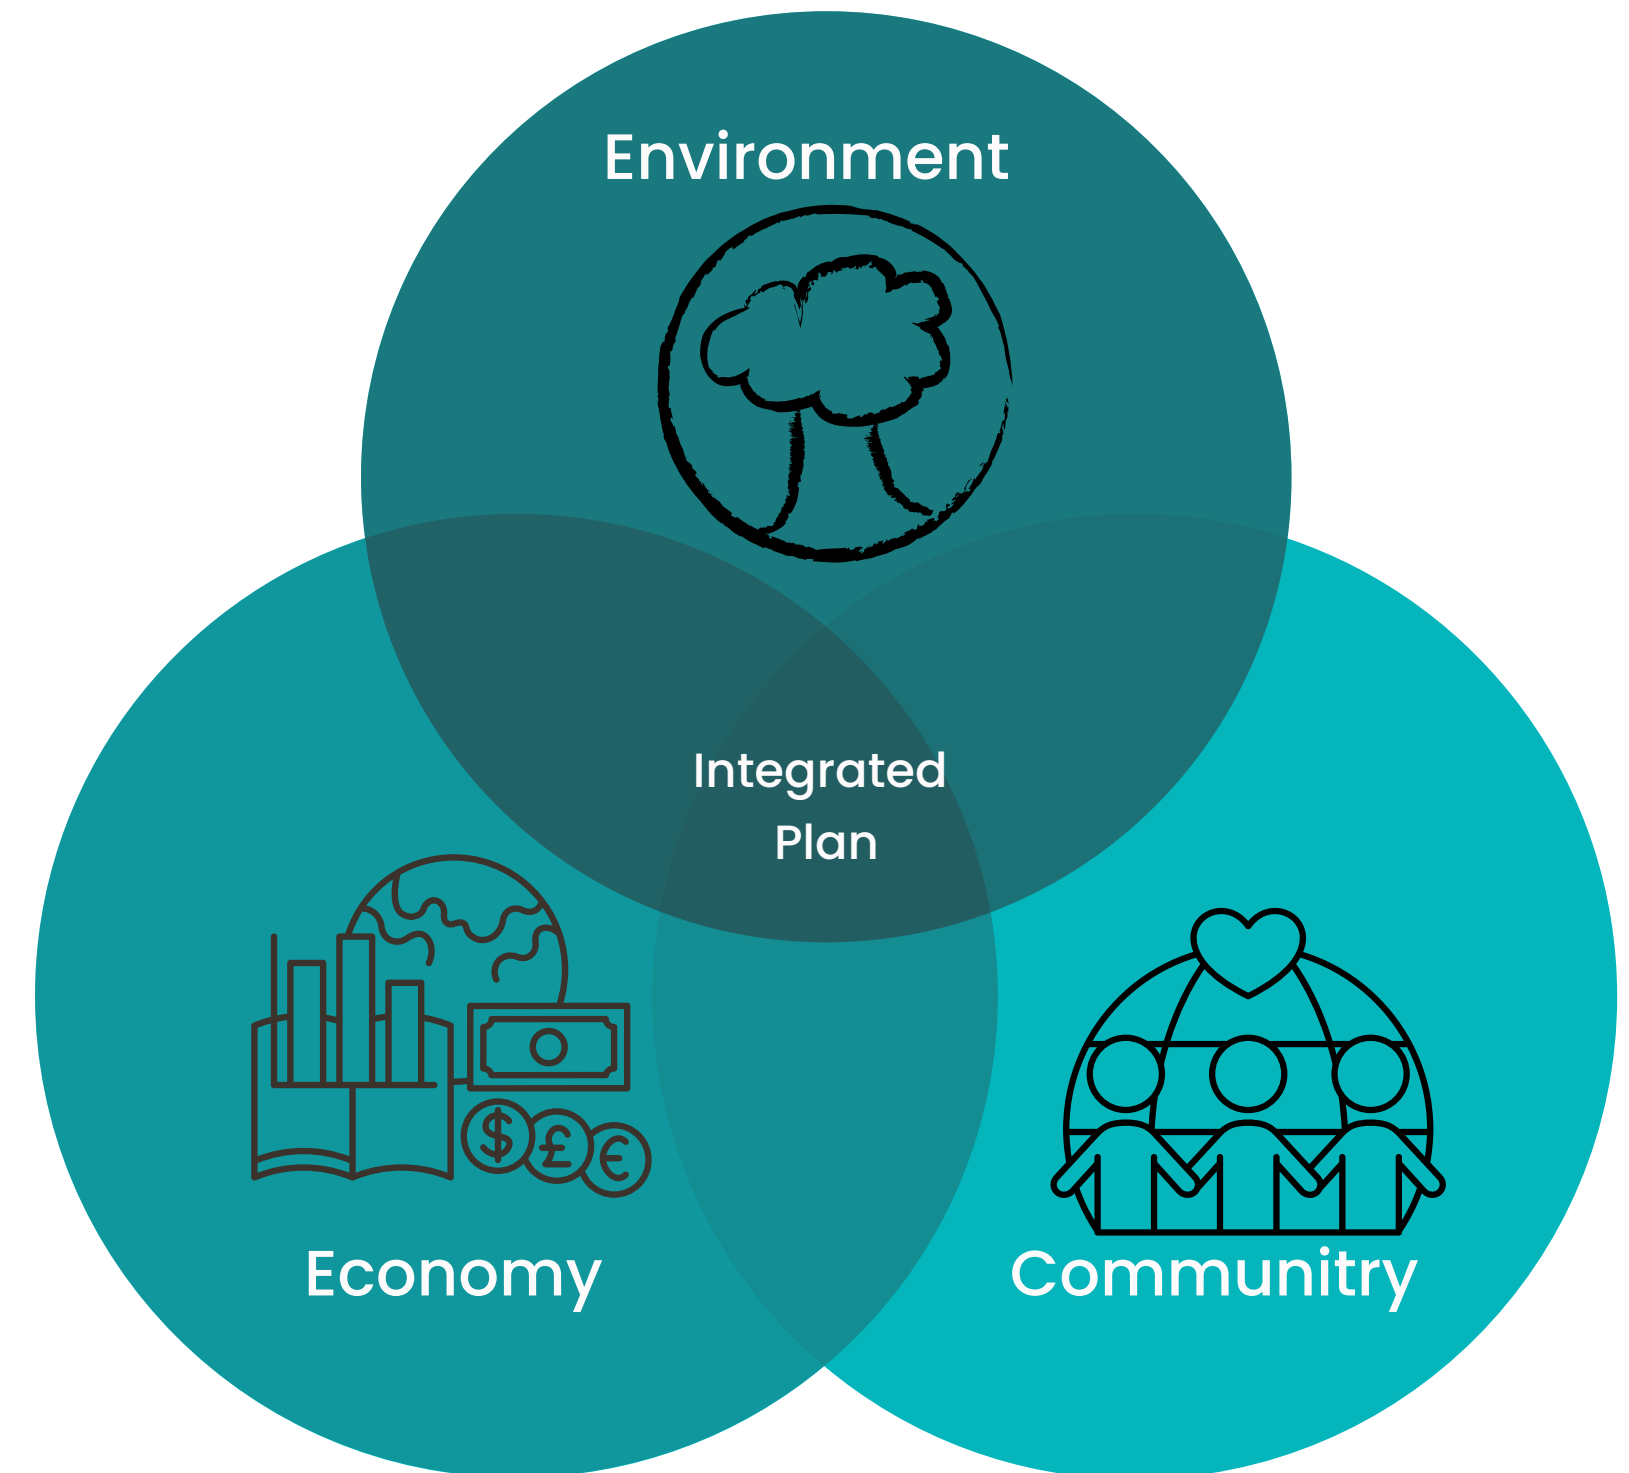 Environment
Integrated
Plan
$ £ €
Economy
Communitry